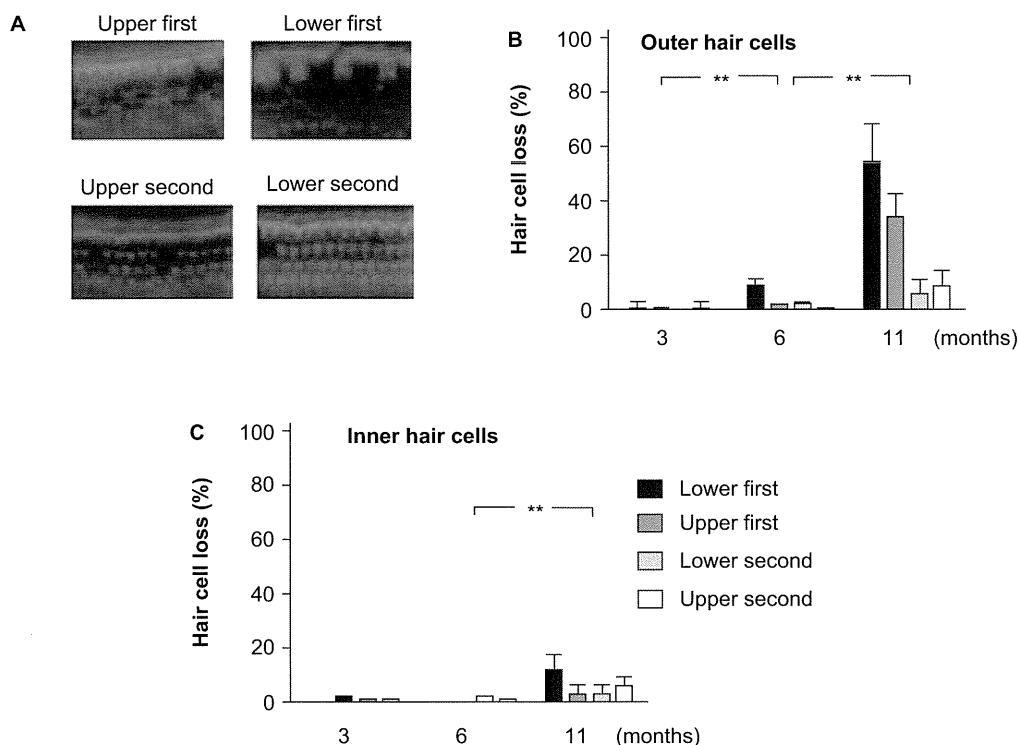 A
Upper first
Lower first
Upper second
Lower second
B
Outer hair cells
Hair cell loss (%)
100
80
60
40
20
0
**
**
3 6 11 (months)
C
Inner hair cells
Hair cell loss (%)
100
80
60
40
20
0
**
3 6 11 (months)
Lower first
Upper first
Lower second
Upper second